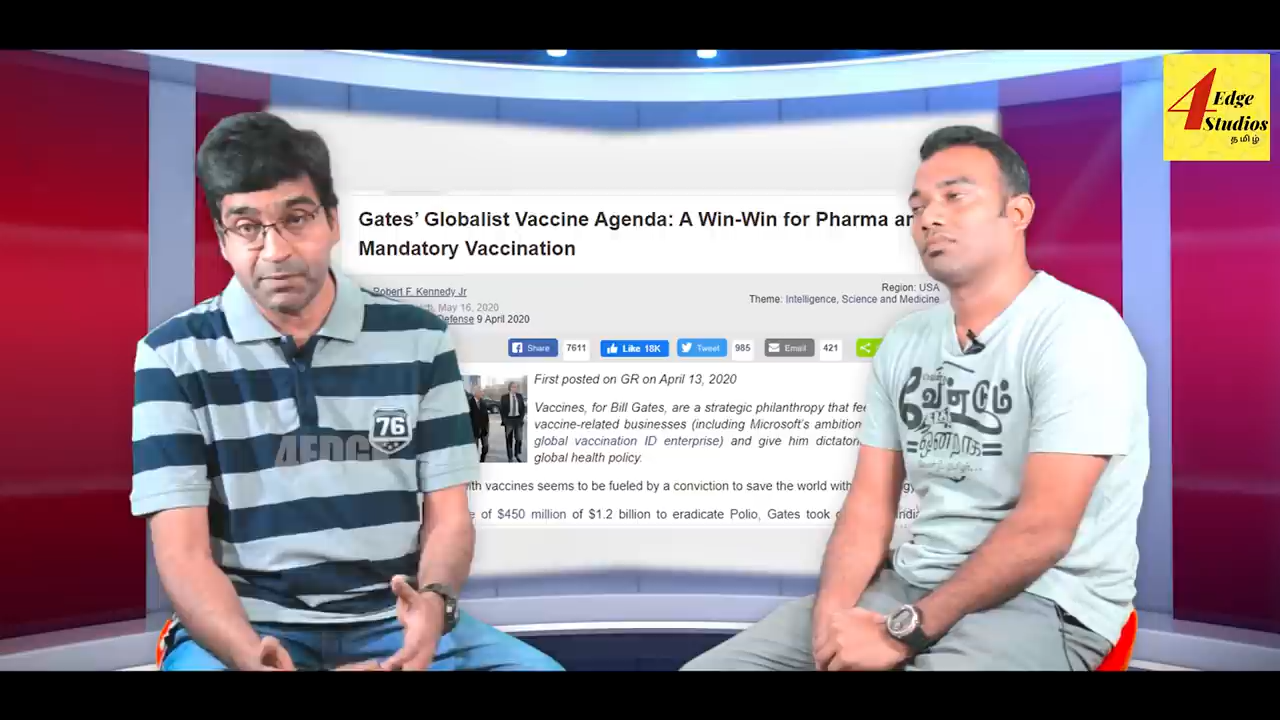 4
Edge
Studios
தமிழ்
Gates’ Globalist Vaccine Agenda: A Win-Win for Pharma
Mandatory Vaccination
Robert F. Kennedy Jr
May 16, 2020
Defense 9 April 2020
Region: USA
Theme: Intelligence, Science and Medicine
Share 7611 Like 18K Tweet 985 Email 421
First posted on GR on April 13, 2020
Vaccines, for Bill Gates, are a strategic philanthropy that
vaccine-related businesses (including Microsoft’s ambition
global vaccination ID enterprise) and give him
global health policy.
vaccines seems to be fueled by a conviction to save the world
of $450 million of $1.2 billion to eradicate Polio, Gates took
76
4EDGE
வேண்டும்